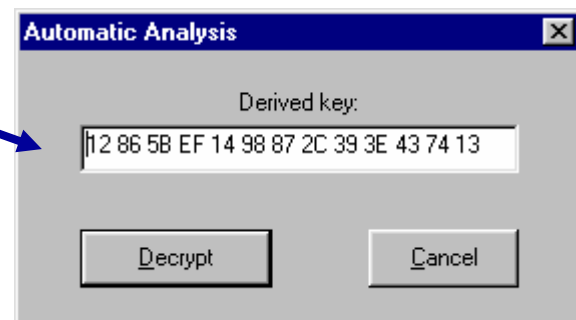 Automatic Analysis
Derived key:
12 86 5B EF 14 98 87 2C 39 3E 43 74 13
Decrypt Cancel